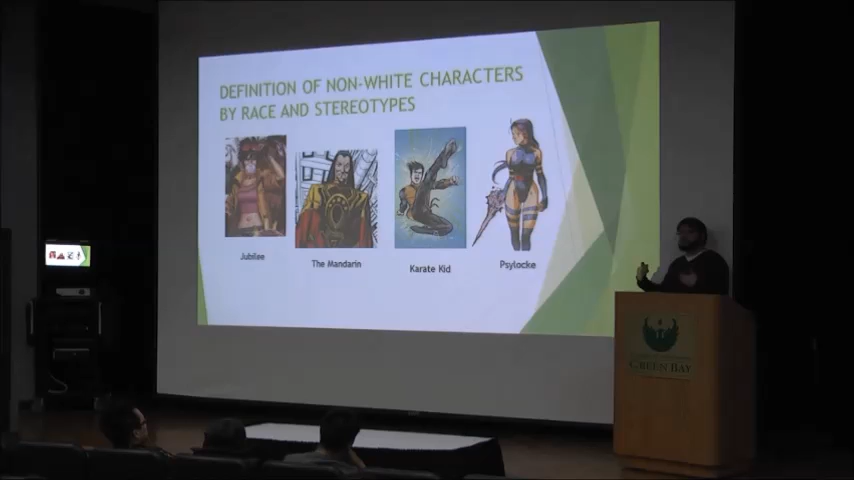 DEFINITION OF NON-WHITE CHARACTERS
BY RACE AND STEREOTYPES
Jubilee
The Mandarin
Karate Kid
Psylocke
GREEN BAY